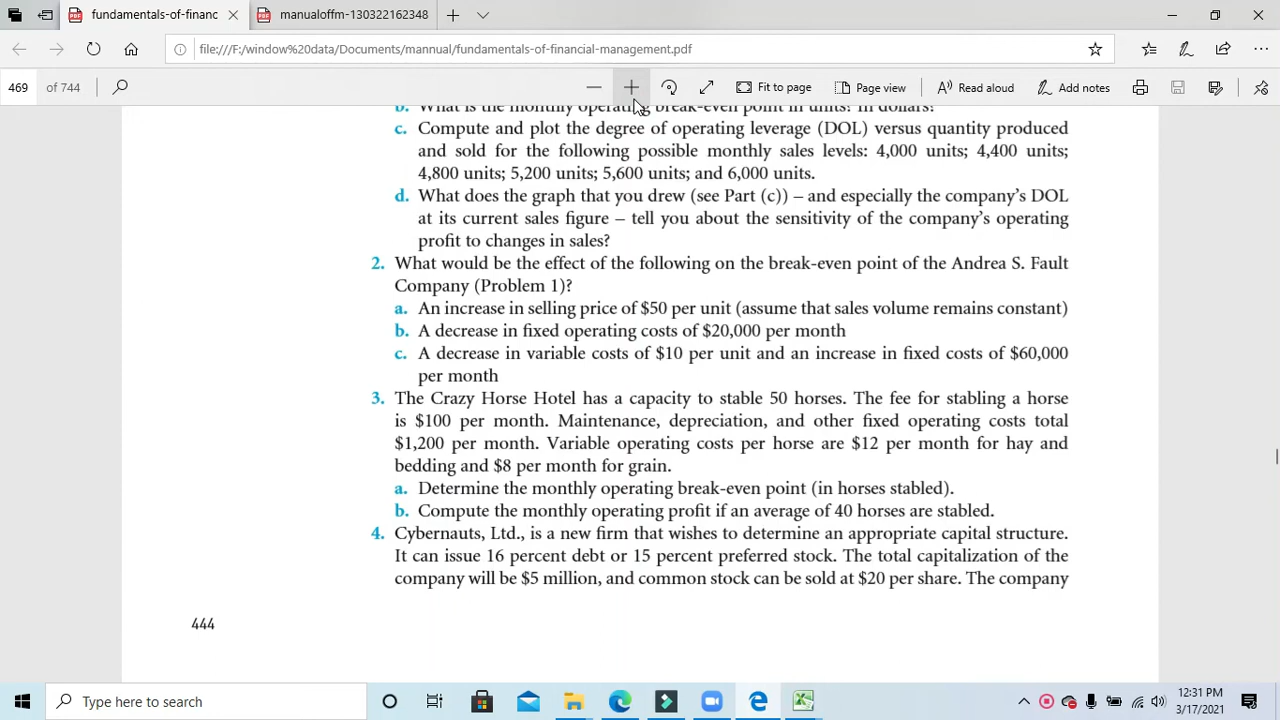 fundamentals-of-financ
manualoffm-130322162348
file:///F:/window%20data/Documents/mannual/fundamentals-of-financial-management.pdf
469 of 744
Fit to page
Page view
Read aloud
Add notes
b. What is the monthly operating break-even point in units? In dollars?
c. Compute and plot the degree of operating leverage (DOL) versus quantity produced
and sold for the following possible monthly sales levels: 4,000 units; 4,400 units;
4,800 units; 5,200 units; 5,600 units; and 6,000 units.
d. What does the graph that you drew (see Part (c)) – and especially the company's DOL
at its current sales figure – tell you about the sensitivity of the company's operating
profit to changes in sales?
2. What would be the effect of the following on the break-even point of the Andrea S. Fault
Company (Problem 1)?
a. An increase in selling price of $50 per unit (assume that sales volume remains constant)
b. A decrease in fixed operating costs of $20,000 per month
c. A decrease in variable costs of $10 per unit and an increase in fixed costs of $60,000
per month
3. The Crazy Horse Hotel has a capacity to stable 50 horses. The fee for stabling a horse
is $100 per month. Maintenance, depreciation, and other fixed operating costs total
$1,200 per month. Variable operating costs per horse are $12 per month for hay and
bedding and $8 per month for grain.
a. Determine the monthly operating break-even point (in horses stabled).
b. Compute the monthly operating profit if an average of 40 horses are stabled.
4. Cybernauts, Ltd., is a new firm that wishes to determine an appropriate capital structure.
It can issue 16 percent debt or 15 percent preferred stock. The total capitalization of the
company will be $5 million, and common stock can be sold at $20 per share. The company
444
Type here to search
12:31 PM
3/17/2021